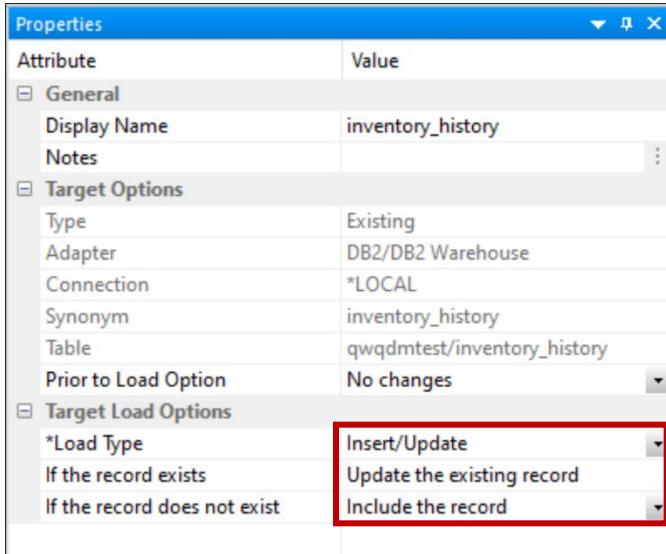 Properties
Attribute Value
General
Display Name inventory_history
Notes
Target Options
Type Existing
Adapter DB2/DB2 Warehouse
Connection *LOCAL
Synonym inventory_history
Table qwqdmtest/inventory_history
Prior to Load Option No changes
Target Load Options
*Load Type Insert/Update
If the record exists Update the existing record
If the record does not exist Include the record